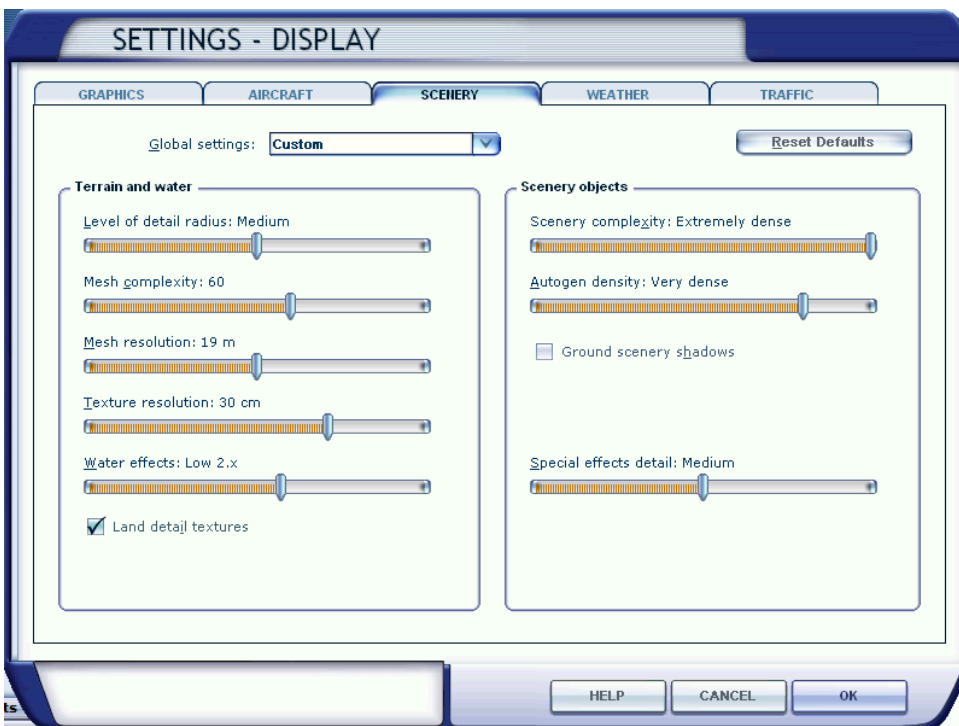 SETTINGS - DISPLAY
GRAPHICS
AIRCRAFT
SCENERY
WEATHER
TRAFFIC
Global settings: Custom
Reset Defaults
Terrain and water
Level of detail radius: Medium
Mesh complexity: 60
Mesh resolution: 19 m
Texture resolution: 30 cm
Water effects: Low 2.x
Land detail textures
Scenery objects
Scenery complexity: Extremely dense
Autogen density: Very dense
Ground scenery shadows
Special effects detail: Medium
ts
HELP
CANCEL
OK